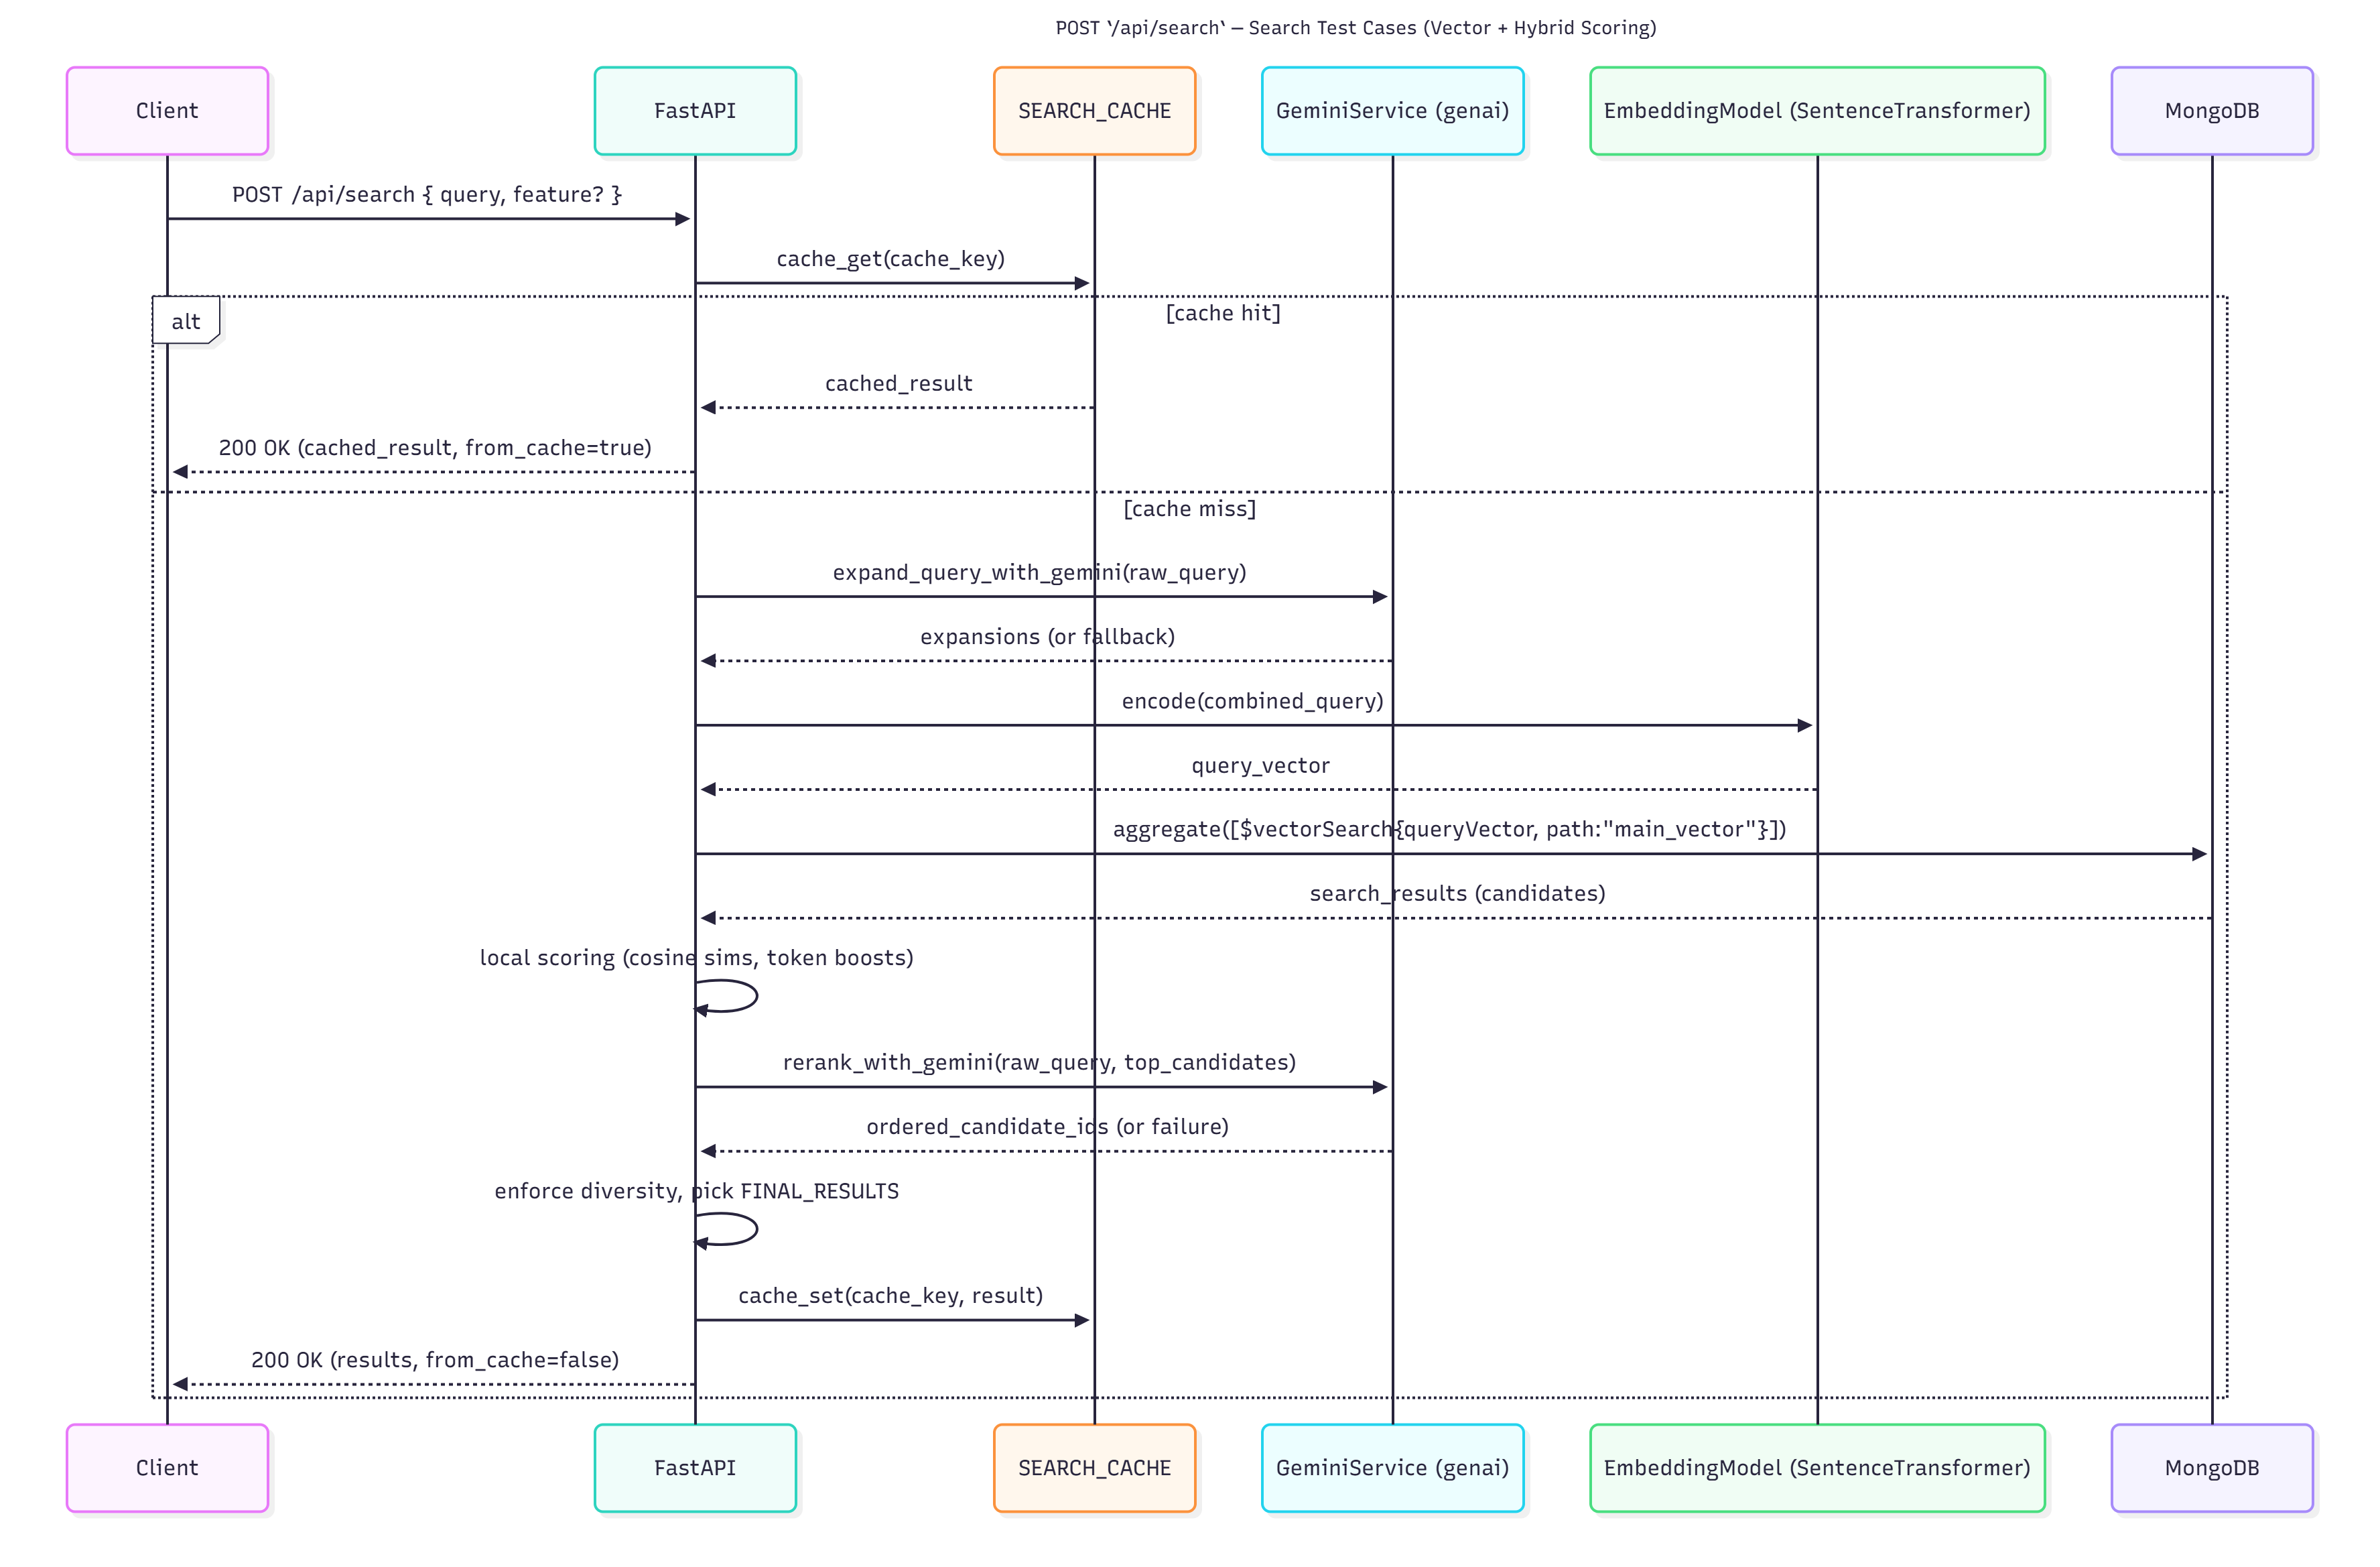 POST '/api/search' – Search Test Cases (Vector + Hybrid Scoring)
Client
FastAPI
SEARCH_CACHE
GeminiService (genai)
EmbeddingModel (SentenceTransformer)
MongoDB
POST /api/search { query, feature? }
cache_get(cache_key)
alt
[cache hit]
cached_result
200 OK (cached_result, from_cache=true)
[cache miss]
expand_query_with_gemini(raw_query)
expansions (or fallback)
encode(combined_query)
query_vector
aggregate([$vectorSearch{queryVector, path:"main_vector"}])
search_results (candidates)
local scoring (cosine sims, token boosts)
rerank_with_gemini(raw_query, top_candidates)
ordered_candidate_ids (or failure)
enforce diversity, pick FINAL_RESULTS
cache_set(cache_key, result)
200 OK (results, from_cache=false)
Client
FastAPI
SEARCH_CACHE
GeminiService (genai)
EmbeddingModel (SentenceTransformer)
MongoDB